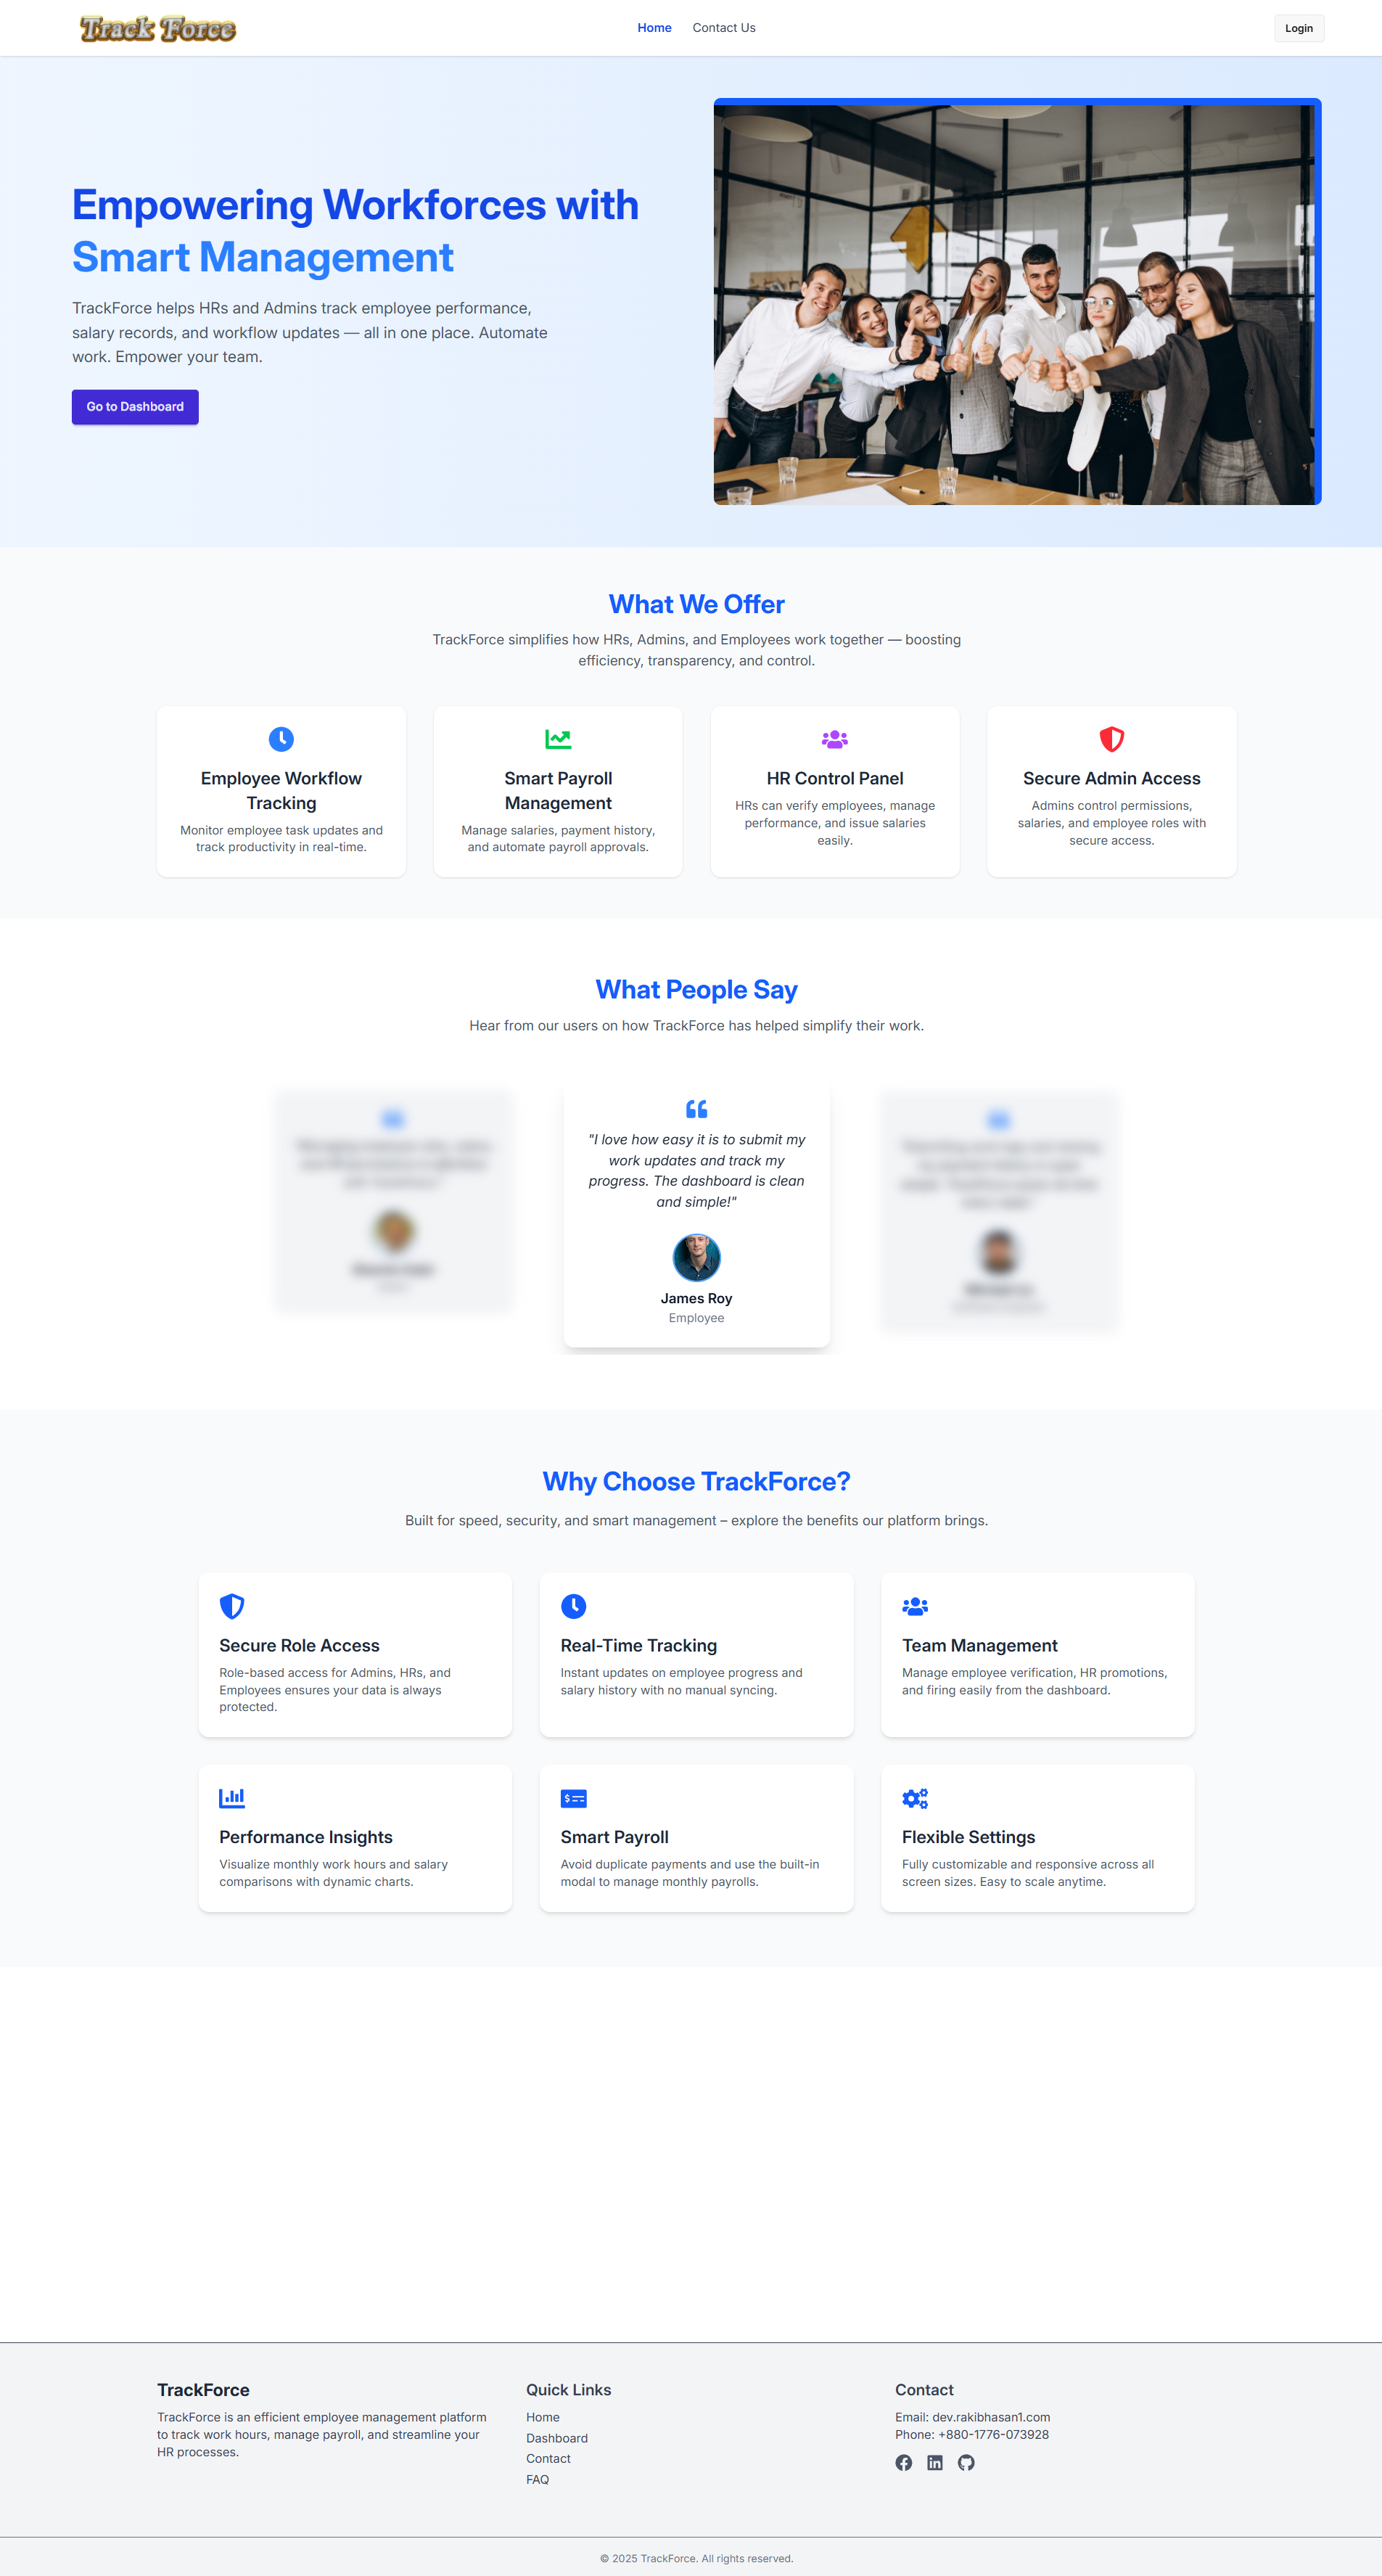 Track Force
Home
Contact Us
Login
Empowering Workforces with
Smart Management
TrackForce helps HRs and Admins track employee performance,
salary records, and workflow updates — all in one place. Automate
work. Empower your team.
Go to Dashboard
What We Offer
TrackForce simplifies how HRs, Admins, and Employees work together — boosting
efficiency, transparency, and control.
Employee Workflow
Tracking
Monitor employee task updates and
track productivity in real-time.
Smart Payroll
Management
Manage salaries, payment history,
and automate payroll approvals.
HR Control Panel
HRs can verify employees, manage
performance, and issue salaries
easily.
Secure Admin Access
Admins control permissions,
salaries, and employee roles with
secure access.
What People Say
Hear from our users on how TrackForce has helped simplify their work.
"I love how easy it is to submit my
work updates and track my
progress. The dashboard is clean
and simple!"
James Roy
Employee
Why Choose TrackForce?
Built for speed, security, and smart management – explore the benefits our platform brings.
Secure Role Access
Role-based access for Admins, HRs, and
Employees ensures your data is always
protected.
Real-Time Tracking
Instant updates on employee progress and
salary history with no manual syncing.
Team Management
Manage employee verification, HR promotions,
and firing easily from the dashboard.
Performance Insights
Visualize monthly work hours and salary
comparisons with dynamic charts.
Smart Payroll
Avoid duplicate payments and use the built-in
modal to manage monthly payrolls.
Flexible Settings
Fully customizable and responsive across all
screen sizes. Easy to scale anytime.
TrackForce
TrackForce is an efficient employee management platform
to track work hours, manage payroll, and streamline your
HR processes.
Quick Links
Home
Dashboard
Contact
FAQ
Contact
Email: dev.rakibhasan1.com
Phone: +880-1776-073928
© 2025 TrackForce. All rights reserved.